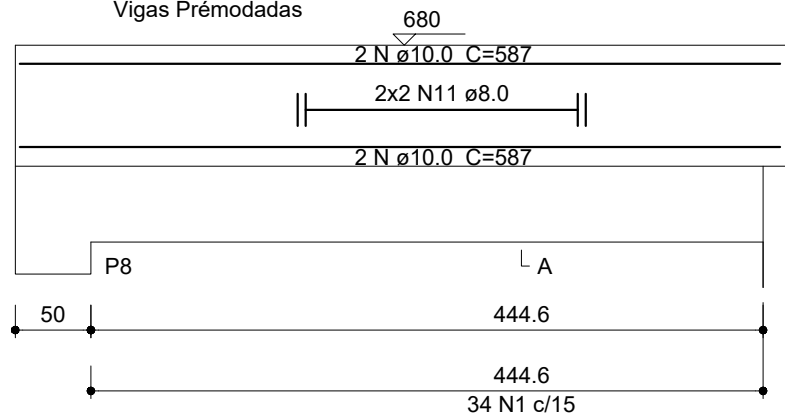 Vigas Prémodadas
680
2 N ø10.0 C=587
2x2 N11 ø8.0
2 N ø10.0 C=587
P8
A
50
444.6
444.6
34 N1 c/15